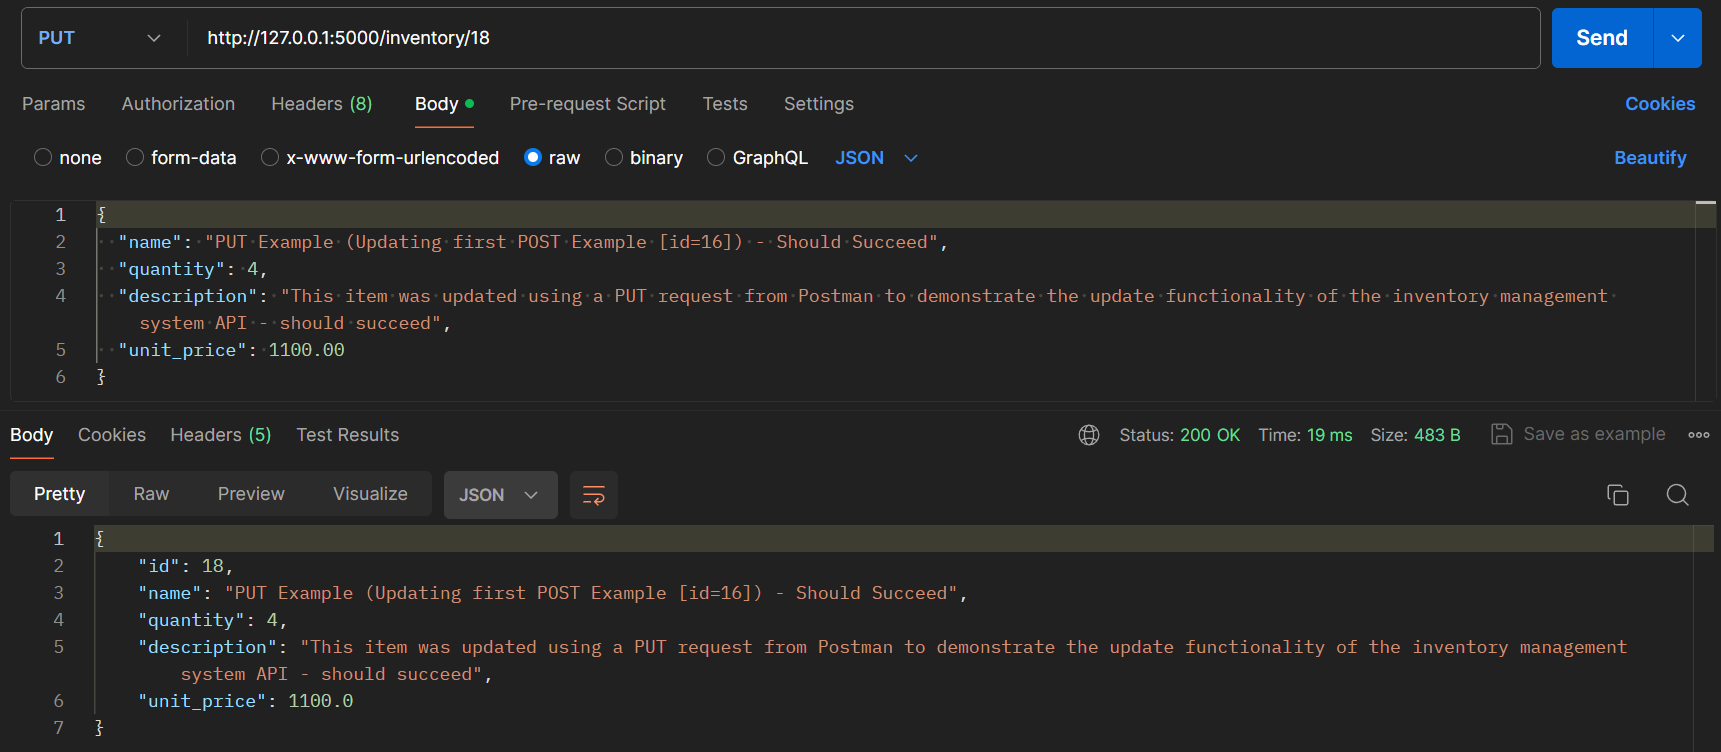 PUT http://127.0.0.1:5000/inventory/18 Send
Params Authorization Headers (8) Body Pre-request Script Tests Settings Cookies
none form-data x-www-form-urlencoded raw binary GraphQL JSON Beautify
1 {
2 "name": "PUT Example (Updating first POST Example [id=16]) - Should Succeed",
3 "quantity": 4,
4 "description": "This item was updated using a PUT request from Postman to demonstrate the update functionality of the inventory management
system API - should succeed",
5 "unit_price": 1100.00
6 }
Body Cookies Headers (5) Test Results Status: 200 OK Time: 19 ms Size: 483 B Save as example
Pretty Raw Preview Visualize JSON
1 {
2 "id": 18,
3 "name": "PUT Example (Updating first POST Example [id=16]) - Should Succeed",
4 "quantity": 4,
5 "description": "This item was updated using a PUT request from Postman to demonstrate the update functionality of the inventory management
system API - should succeed",
6 "unit_price": 1100.0
7 }